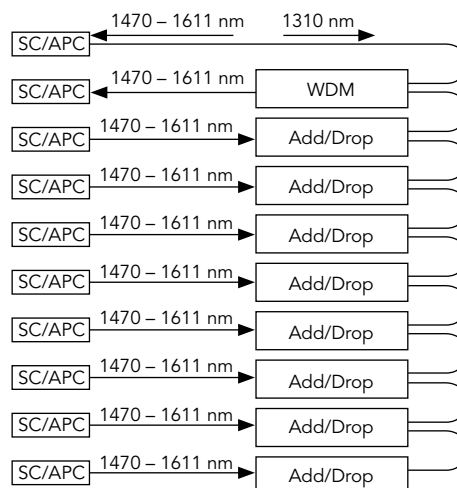 1470 – 1611 nm 1310 nm
SC/APC
1470 – 1611 nm
SC/APC WDM
1470 – 1611 nm
SC/APC Add/Drop
1470 – 1611 nm
SC/APC Add/Drop
1470 – 1611 nm
SC/APC Add/Drop
1470 – 1611 nm
SC/APC Add/Drop
1470 – 1611 nm
SC/APC Add/Drop
1470 – 1611 nm
SC/APC Add/Drop
1470 – 1611 nm
SC/APC Add/Drop
1470 – 1611 nm
SC/APC Add/Drop